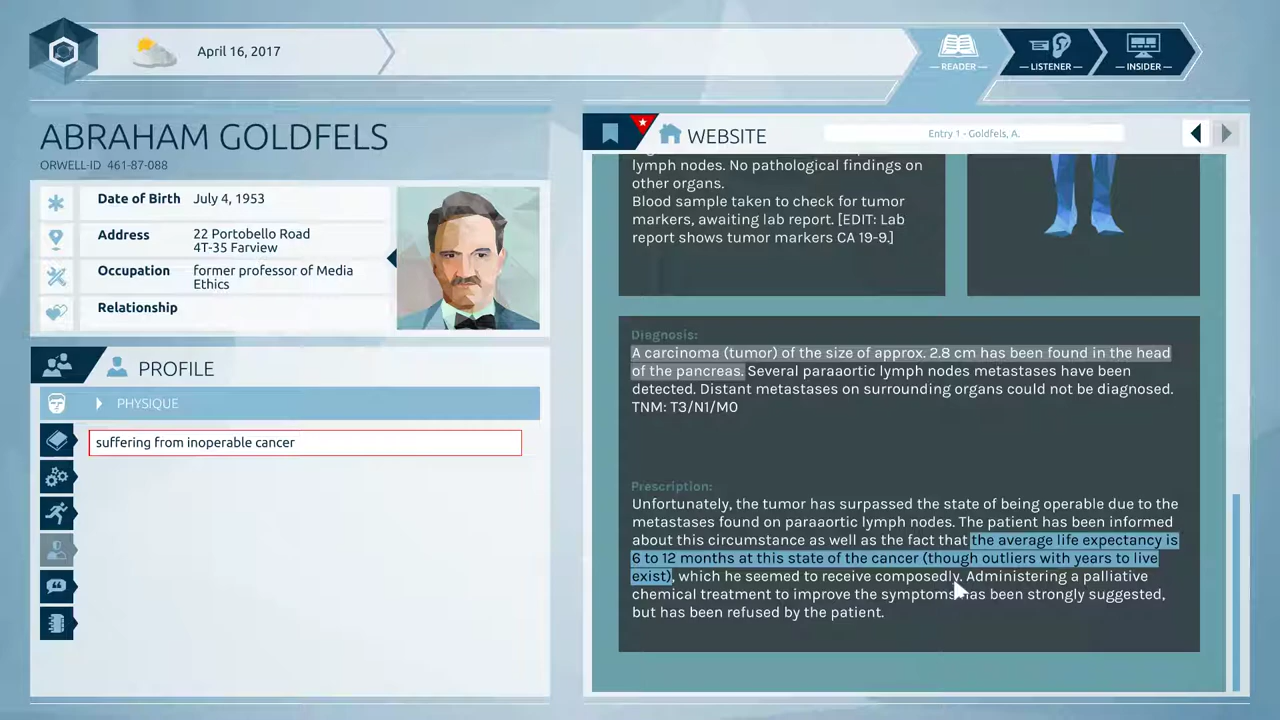 April 16, 2017
— READER —
— LISTENER —
— INSIDER —
ABRAHAM GOLDFELS
ORWELL-ID 461-87-088
Date of Birth July 4, 1953
Address 22 Portobello Road
4T-35 Farview
Occupation former professor of Media
Ethics
Relationship
PROFILE
PHYSIQUE
suffering from inoperable cancer
WEBSITE
Entry 1 - Goldfels, A.
lymph nodes. No pathological findings on
other organs.
Blood sample taken to check for tumor
markers, awaiting lab report. [EDIT: Lab
report shows tumor markers CA 19-9.]
Diagnosis:
A carcinoma (tumor) of the size of approx. 2.8 cm has been found in the head
of the pancreas. Several paraaortic lymph nodes metastases have been
detected. Distant metastases on surrounding organs could not be diagnosed.
TNM: T3/N1/M0
Prescription:
Unfortunately, the tumor has surpassed the state of being operable due to the
metastases found on paraaortic lymph nodes. The patient has been informed
about this circumstance as well as the fact that the average life expectancy is
6 to 12 months at this state of the cancer (though outliers with years to live
exist), which he seemed to receive composedly. Administering a palliative
chemical treatment to improve the symptoms has been strongly suggested,
but has been refused by the patient.